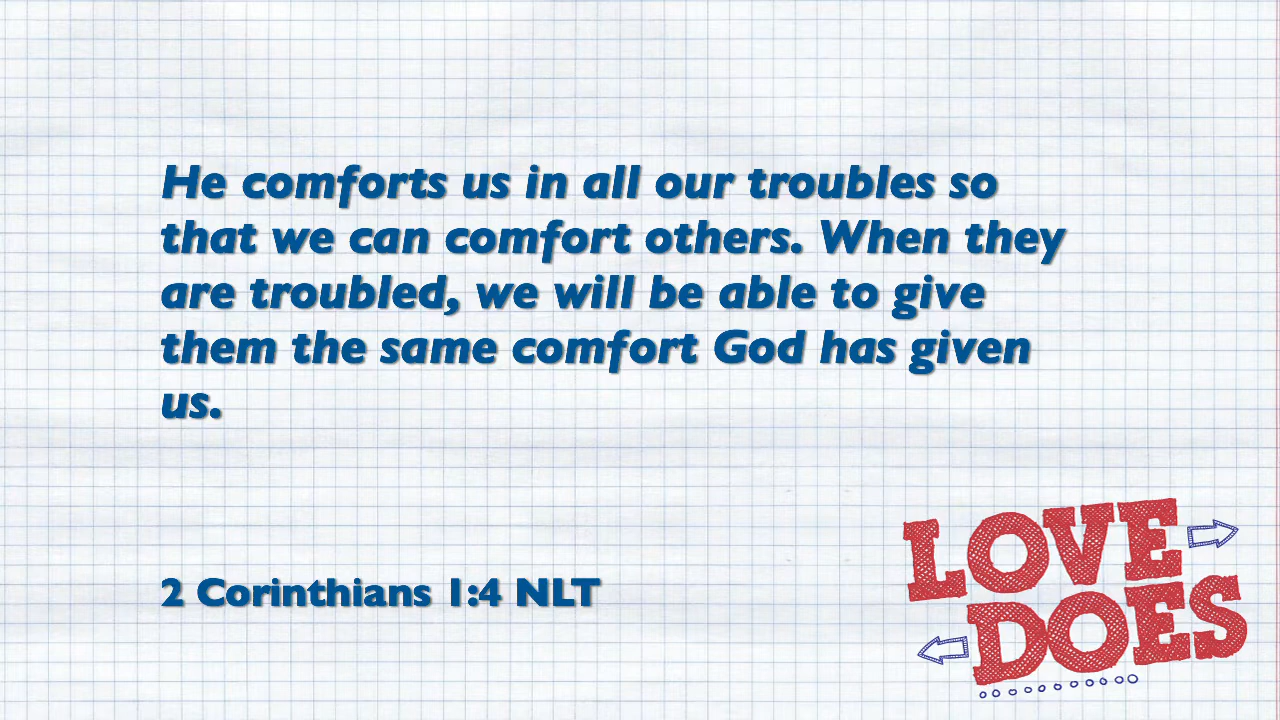 He comforts us in all our troubles so
that we can comfort others. When they
are troubled, we will be able to give
them the same comfort God has given
us.
2 Corinthians 1:4 NLT
LOVE
DOES